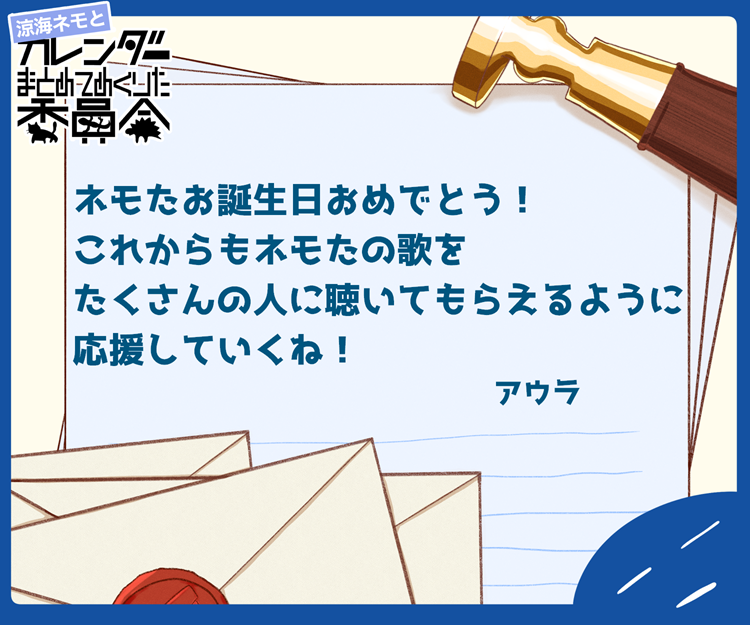 涼海ネモと
カレンダー
まとめてめくりた
委員会
ネモたお誕生日おめでとう！
これからもネモたの歌を
たくさんの人に聴いてもらえるように
応援していくね！
アウラ